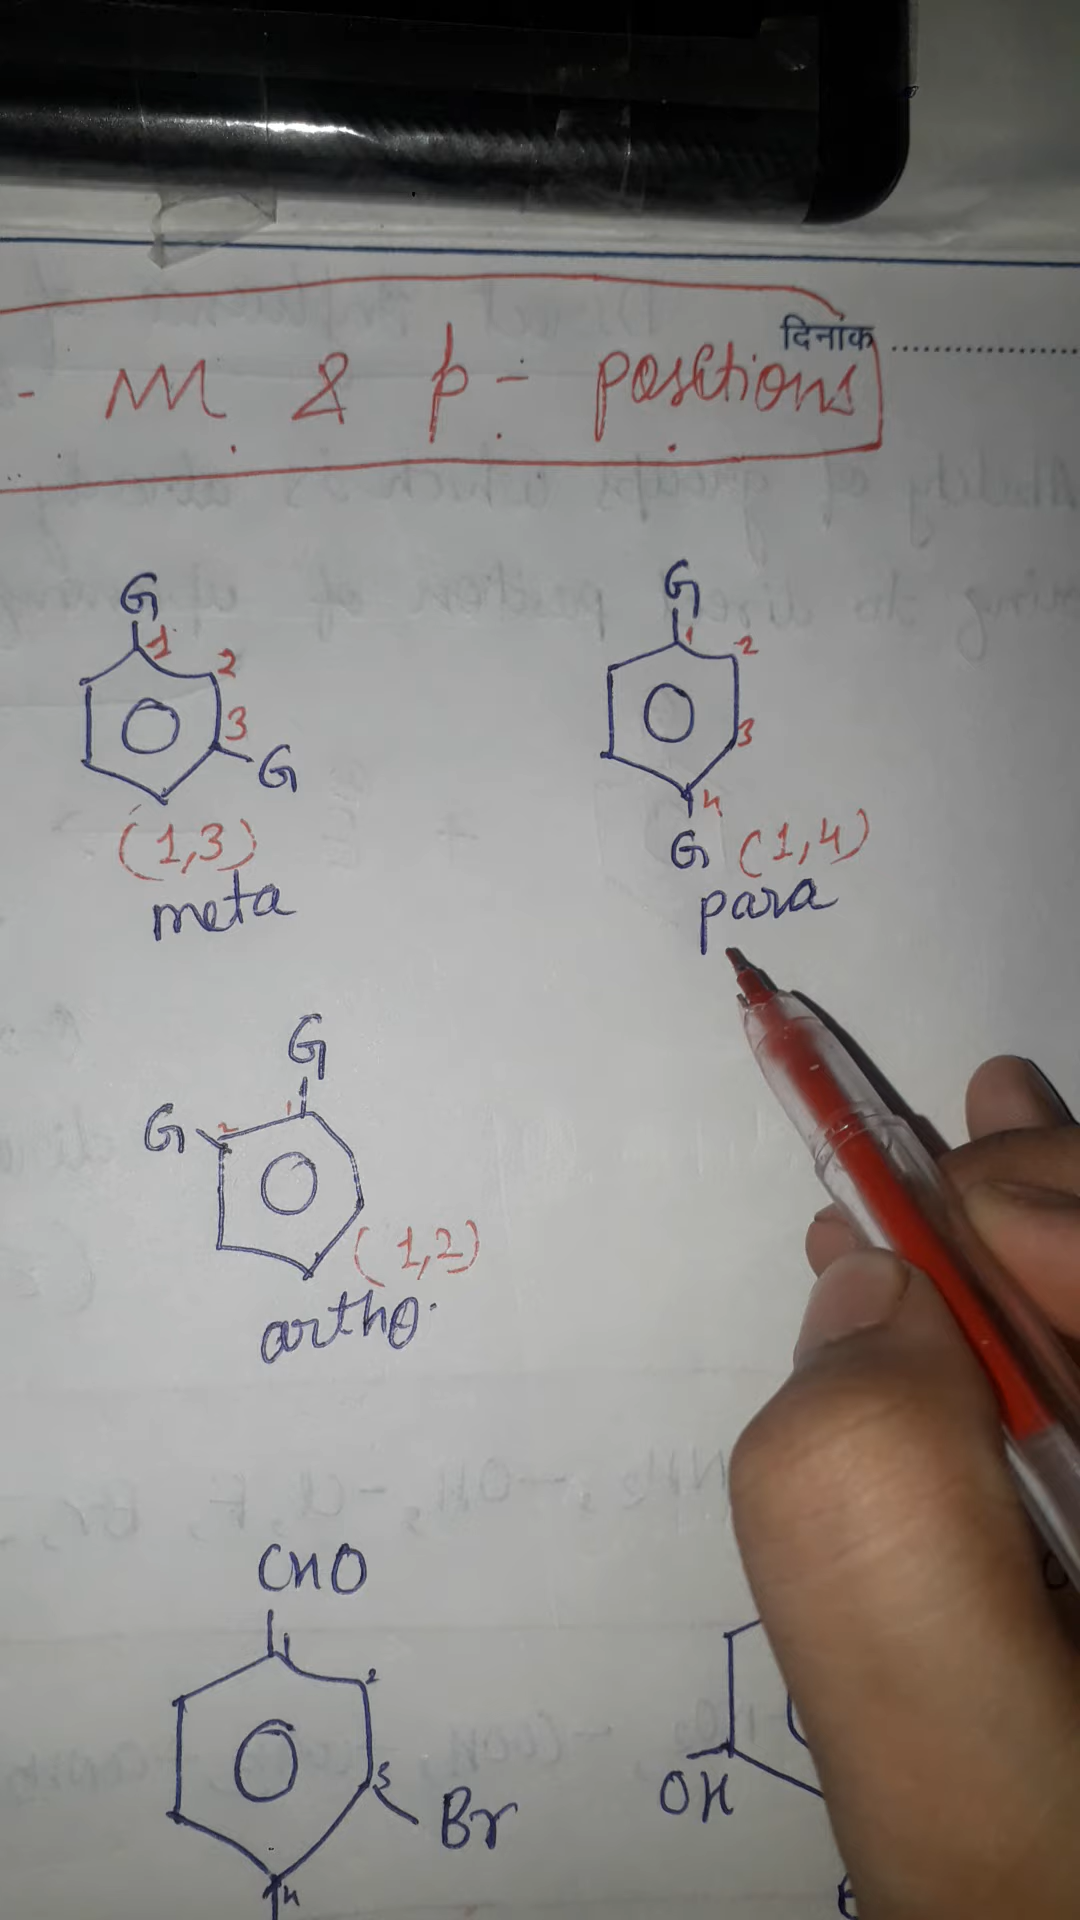 दिनांक
- m & p - positions
G
1
2
3
G
(1,3)
meta
G
1
2
3
4
G (1,4)
para
G
G
2
1
(1,2)
ortho
CHO
1
2
3
Br
4
OH